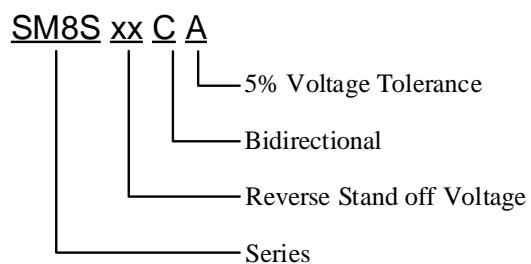 SM8S xx C A
5% Voltage Tolerance
Bidirectional
Reverse Stand off Voltage
Series